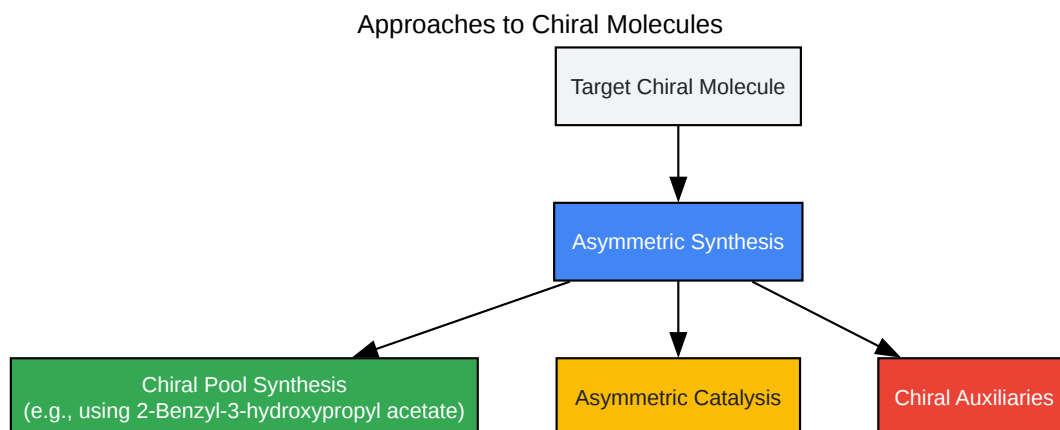 Approaches to Chiral Molecules
Target Chiral Molecule
Asymmetric Synthesis
Chiral Pool Synthesis
(e.g., using 2-Benzyl-3-hydroxypropyl acetate)
Asymmetric Catalysis
Chiral Auxiliaries